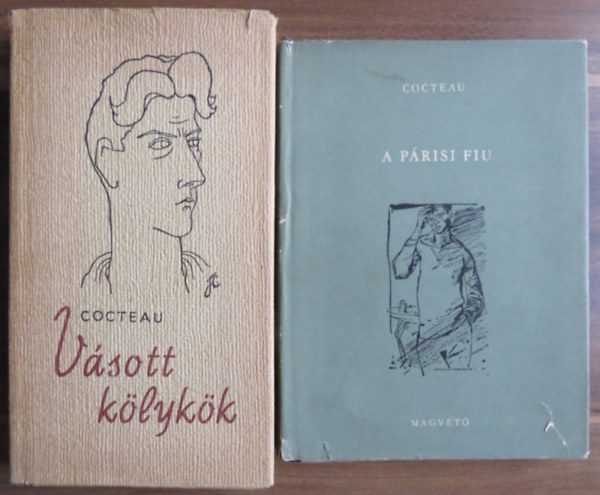 COCTEAU
Vásott
kölykök
COCTEAU
A PÁRISI FIU
MAGVETŐ